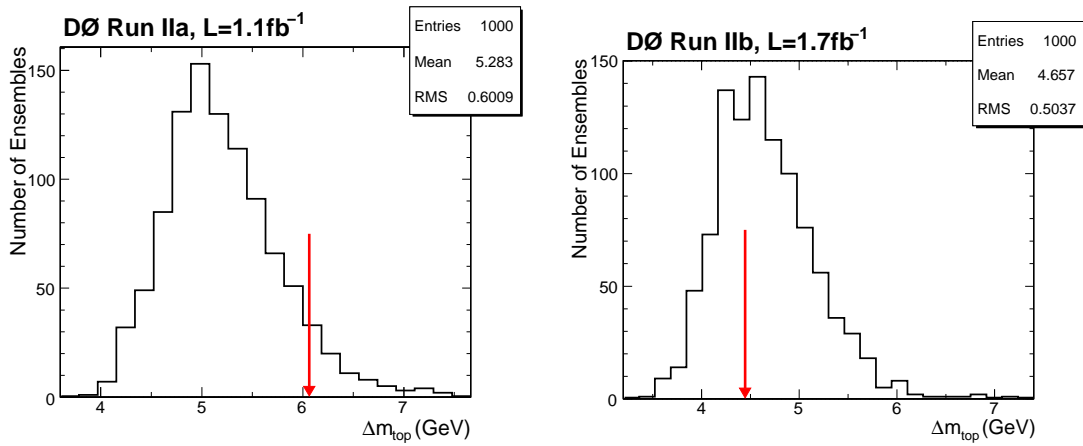 DØ Run IIa, L=1.1fb⁻¹
Entries 1000
Mean 5.283
RMS 0.6009
Number of Ensembles
150
100
50
0
4 5 6 7
Δm_top (GeV)
DØ Run IIb, L=1.7fb⁻¹
Entries 1000
Mean 4.657
RMS 0.5037
Number of Ensembles
150
100
50
0
4 5 6 7
Δm_top (GeV)